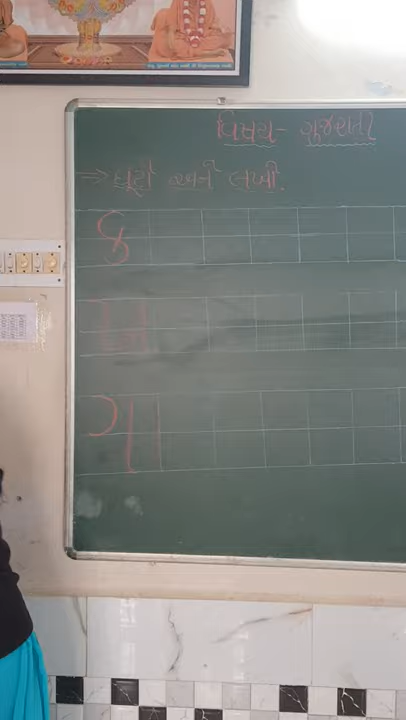 વિષય - ગુજરાતી
⇒ ઘૂંટો અને લખો.
ક
ખ
ગ